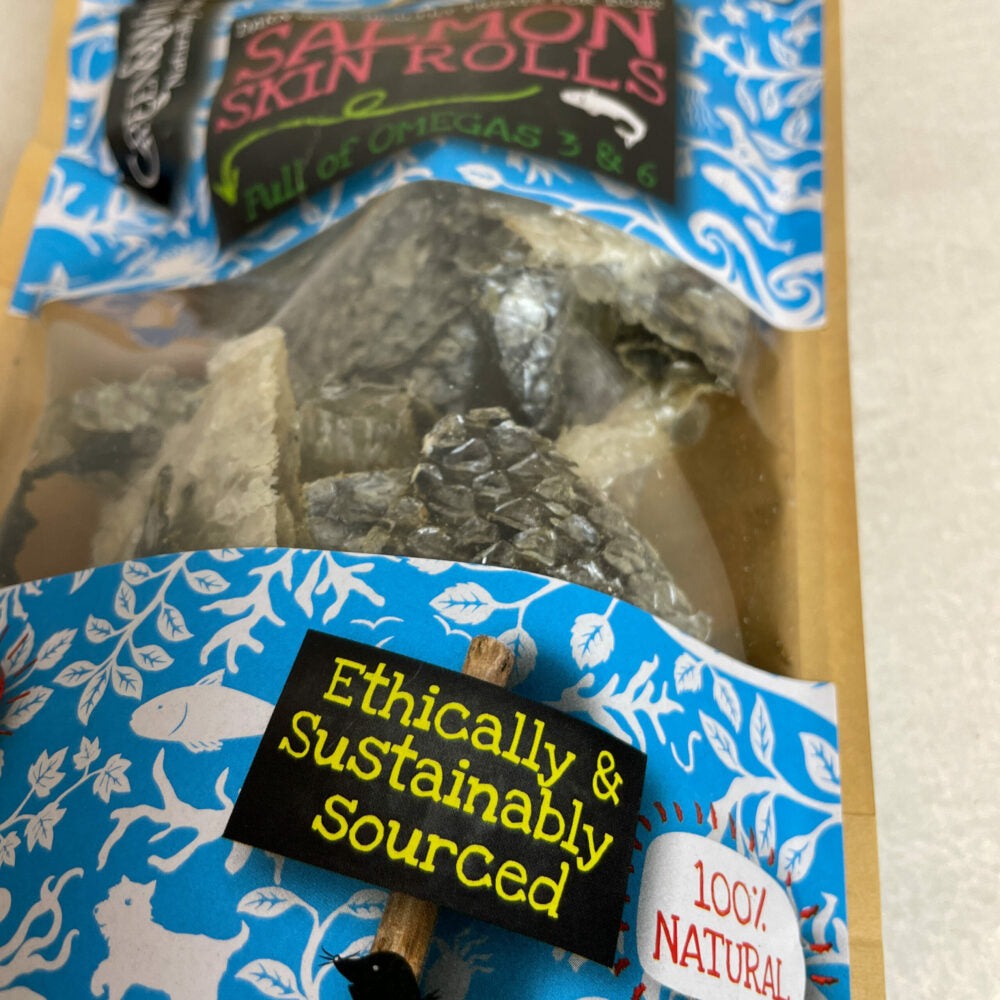 SALMON
SKIN ROLLS
Full of OMEGAS 3 & 6
Ethically &
Sustainably
Sourced
100%
NATURAL